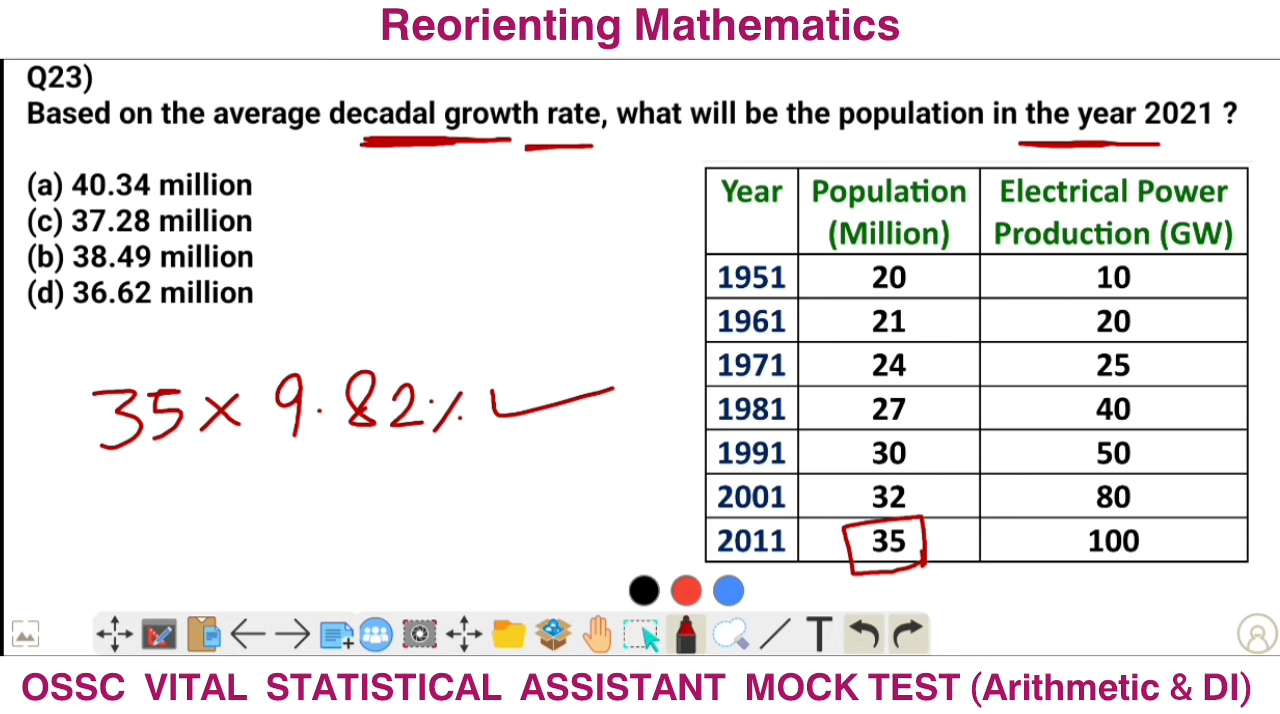 Reorienting Mathematics
Q23)
Based on the average decadal growth rate, what will be the population in the year 2021 ?
(a) 40.34 million
(c) 37.28 million
(b) 38.49 million
(d) 36.62 million
35 × 9.82%
Year Population (Million) Electrical Power Production (GW)
1951 20 10
1961 21 20
1971 24 25
1981 27 40
1991 30 50
2001 32 80
2011 35 100
T
OSSC VITAL STATISTICAL ASSISTANT MOCK TEST (Arithmetic & DI)